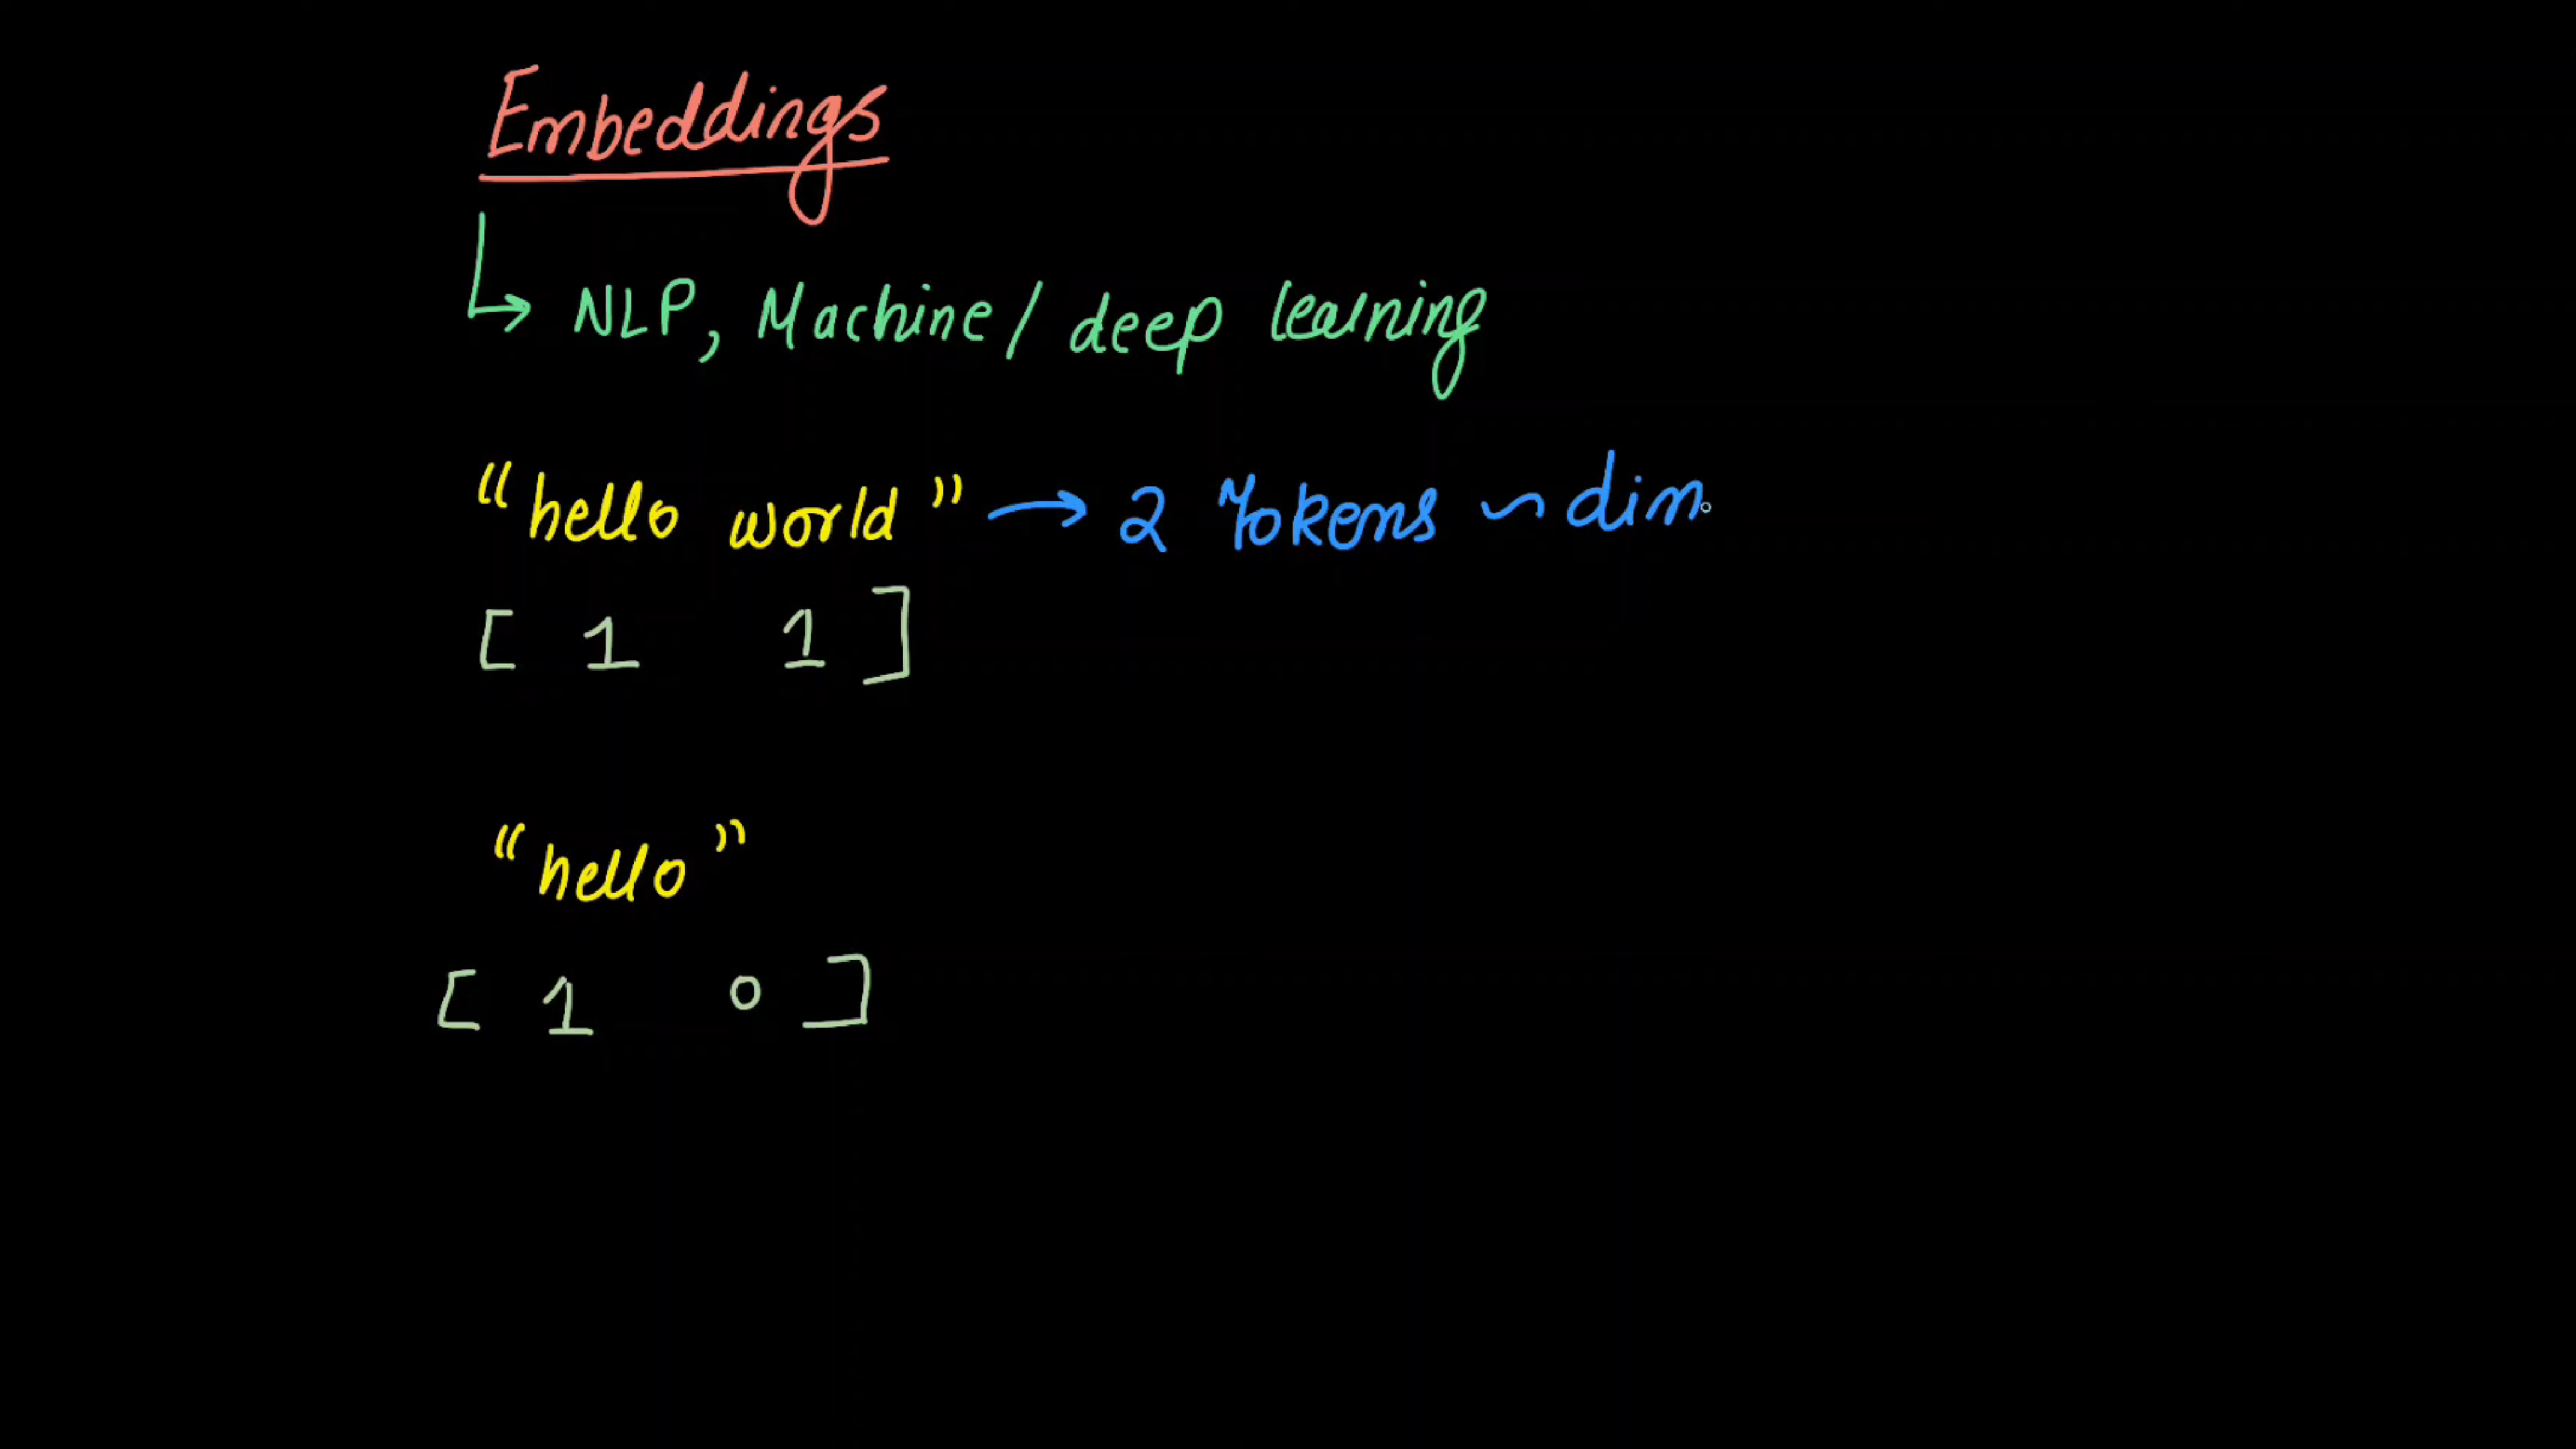 Embeddings
↳ NLP, Machine/deep learning
"hello world" → 2 Tokens ~ dim
[ 1 1 ]
"hello"
[ 1 0 ]